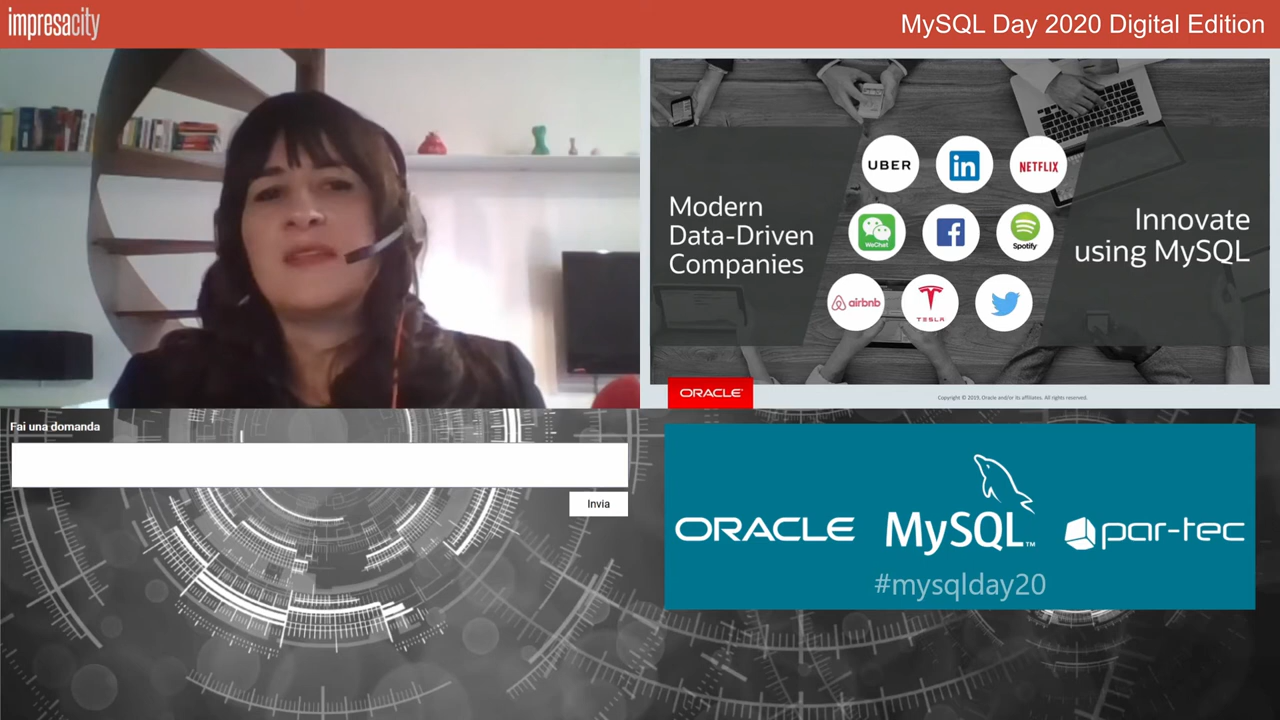 impresacity
MySQL Day 2020 Digital Edition
Modern
Data-Driven
Companies
UBER
in
NETFLIX
WeChat
f
Spotify
airbnb
TESLA
Innovate
using MySQL
ORACLE
Copyright © 2019, Oracle and/or its affiliates. All rights reserved.
Fai una domanda
Invia
ORACLE
MySQL™
par-tec
#mysqlday20